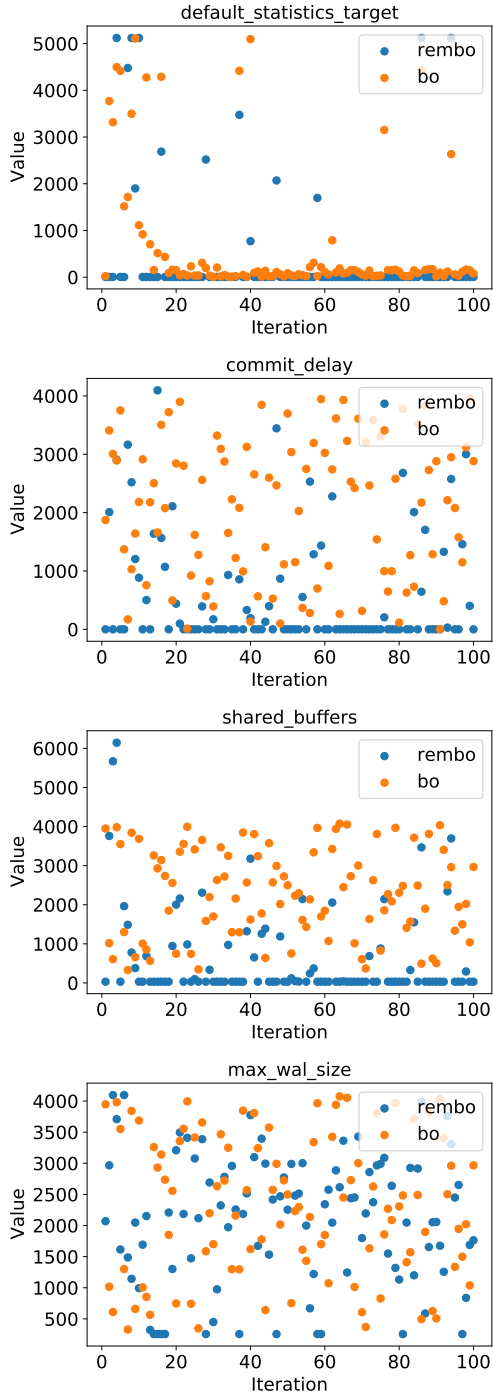 default_statistics_target
5000
4000
3000
2000
1000
0
Value
rembo
bo
0 20 40 60 80 100
Iteration
commit_delay
4000
3000
2000
1000
0
Value
rembo
bo
0 20 40 60 80 100
Iteration
shared_buffers
6000
5000
4000
3000
2000
1000
0
Value
rembo
bo
0 20 40 60 80 100
Iteration
max_wal_size
4000
3500
3000
2500
2000
1500
1000
500
Value
rembo
bo
0 20 40 60 80 100
Iteration